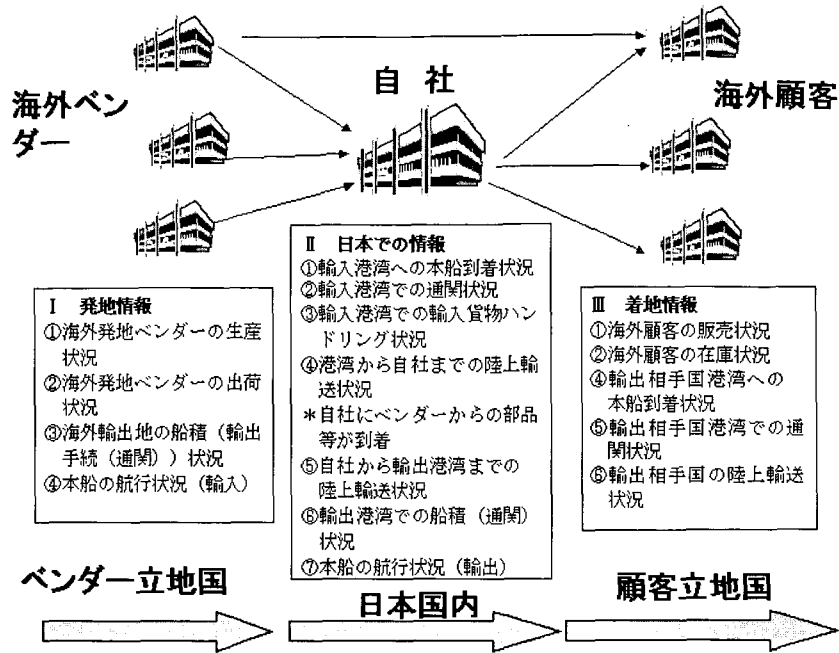 海外ベン
ダー
自 社
海外顧客
Ⅰ 発地情報
①海外発地ベンダーの生産
状況
②海外発地ベンダーの出荷
状況
③海外輸出地の船積（輸出
手続（通関））状況
④本船の航行状況（輸入）
Ⅱ 日本での情報
①輸入港湾への本船到着状況
②輸入港湾での通関状況
③輸入港湾での輸入貨物ハン
ドリング状況
④港湾から自社までの陸上輸
送状況
＊自社にベンダーからの部品
等が到着
⑤自社から輸出港湾までの
陸上輸送状況
⑥輸出港湾での船積（通関）
状況
⑦本船の航行状況（輸出）
Ⅲ 着地情報
①海外顧客の販売状況
②海外顧客の在庫状況
④輸出相手国港湾への
本船到着状況
⑤輸出相手国港湾での通
関状況
⑥輸出相手国の陸上輸送
状況
ベンダー立地国
日本国内
顧客立地国